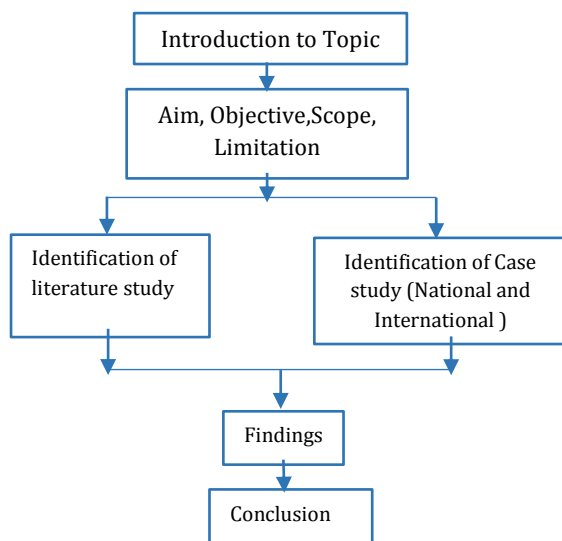 Introduction to Topic
Aim, Objective,Scope,
Limitation
Identification of
literature study
Identification of Case
study (National and
International )
Findings
Conclusion